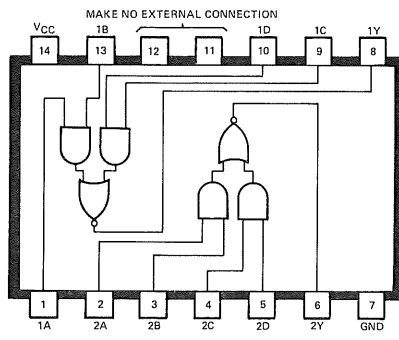 MAKE NO EXTERNAL CONNECTION
VCC 1B 1D 1C 1Y
14 13 12 11 10 9 8
1 2 3 4 5 6 7
1A 2A 2B 2C 2D 2Y GND